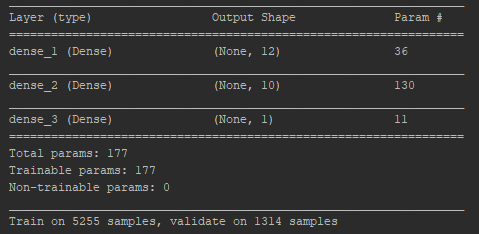 Layer (type) Output Shape Param #
=================================================================
dense_1 (Dense) (None, 12) 36
_________________________________________________________________
dense_2 (Dense) (None, 10) 130
_________________________________________________________________
dense_3 (Dense) (None, 1) 11
=================================================================
Total params: 177
Trainable params: 177
Non-trainable params: 0
_________________________________________________________________
Train on 5255 samples, validate on 1314 samples